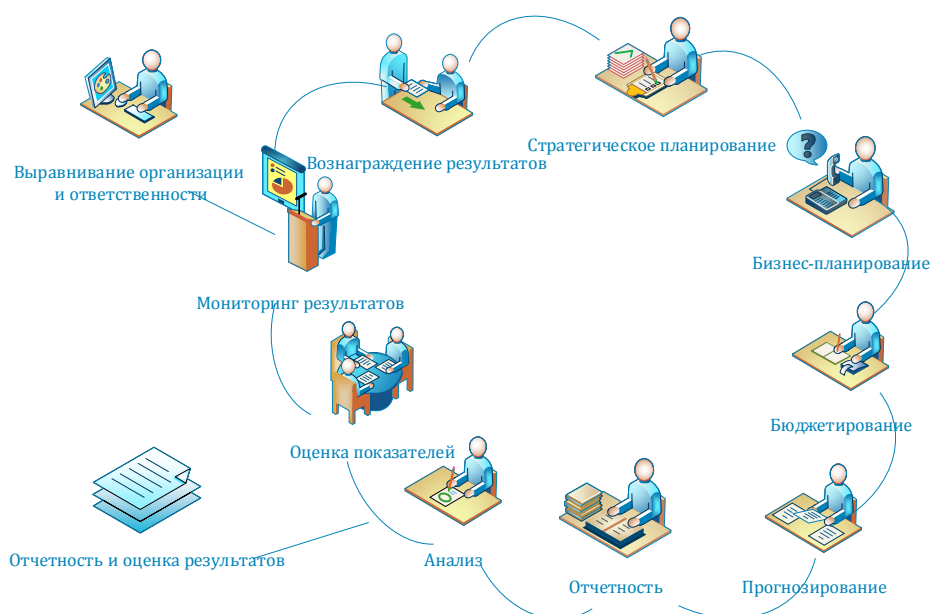 Стратегическое планирование
Вознаграждение результатов
Выравнивание организации
и ответственности
?
Бизнес-планирование
Мониторинг результатов
Бюджетирование
Оценка показателей
Отчетность и оценка результатов
Анализ
Отчетность
Прогнозирование